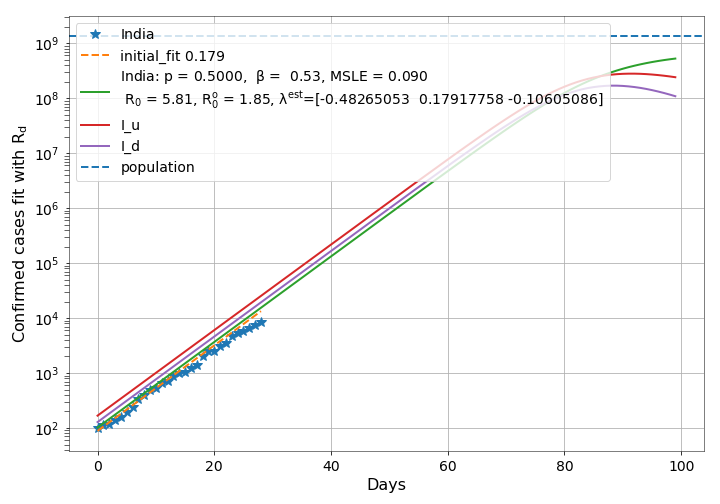 India
initial_fit 0.179
India: p = 0.5000, β = 0.53, MSLE = 0.090
R₀ = 5.81, R₀ᵒ = 1.85, λᵉˢᵗ=[-0.48265053 0.17917758 -0.10605086]
I_u
I_d
population
Confirmed cases fit with R_d
10⁹
10⁸
10⁷
10⁶
10⁵
10⁴
10³
10²
0 20 40 60 80 100
Days